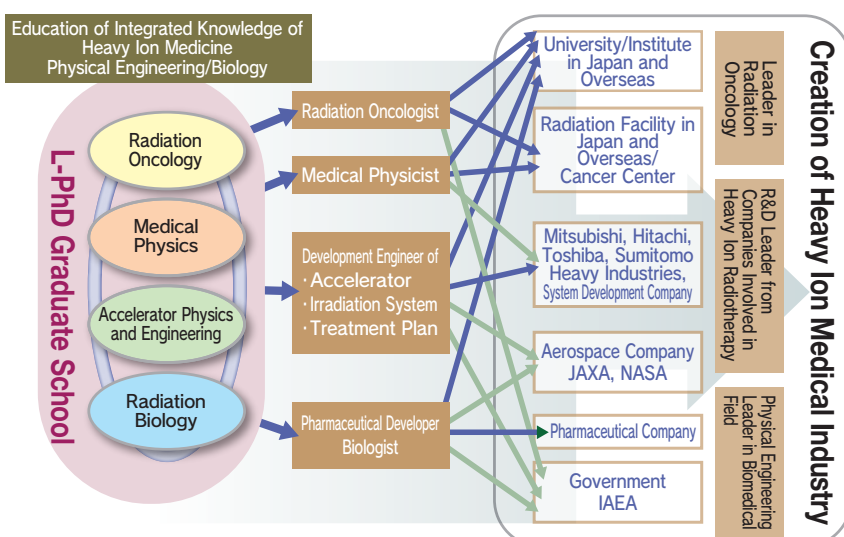 Education of Integrated Knowledge of
Heavy Ion Medicine
Physical Engineering/Biology
L-PhD Graduate School
Radiation
Oncology
Medical
Physics
Accelerator Physics
and Engineering
Radiation
Biology
Radiation Oncologist
Medical Physicist
Development Engineer of
· Accelerator
· Irradiation System
· Treatment Plan
Pharmaceutical Developer
Biologist
University/Institute
in Japan and
Overseas
Radiation Facility in
Japan and
Overseas/
Cancer Center
Mitsubishi, Hitachi,
Toshiba, Sumitomo
Heavy Industries,
System Development Company
Aerospace Company
JAXA, NASA
Pharmaceutical Company
Government
IAEA
Leader in
Radiation
Oncology
R&D Leader from
Companies Involved in
Heavy Ion Radiotherapy
Physical Engineering
Leader in Biomedical
Field
Creation of Heavy Ion Medical Industry